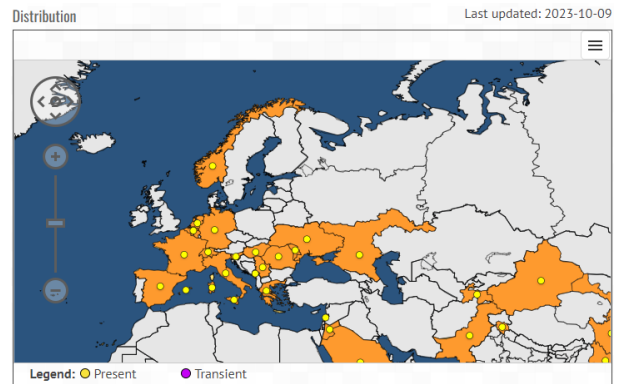 Distribution
Last updated: 2023-10-09
Legend: Present Transient